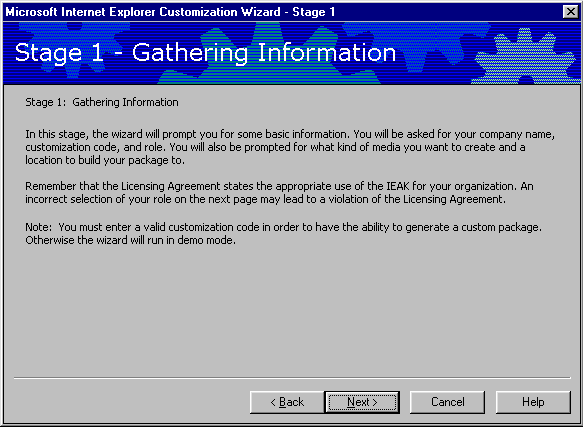 Microsoft Internet Explorer Customization Wizard - Stage 1
Stage 1 - Gathering Information
Stage 1:  Gathering Information
In this stage, the wizard will prompt you for some basic information. You will be asked for your company name,
customization code, and role. You will also be prompted for what kind of media you want to create and a
location to build your package to.
Remember that the Licensing Agreement states the appropriate use of the IEAK for your organization. An
incorrect selection of your role on the next page may lead to a violation of the Licensing Agreement.
Note:  You must enter a valid customization code in order to have the ability to generate a custom package.
Otherwise the wizard will run in demo mode.
< Back
Next >
Cancel
Help